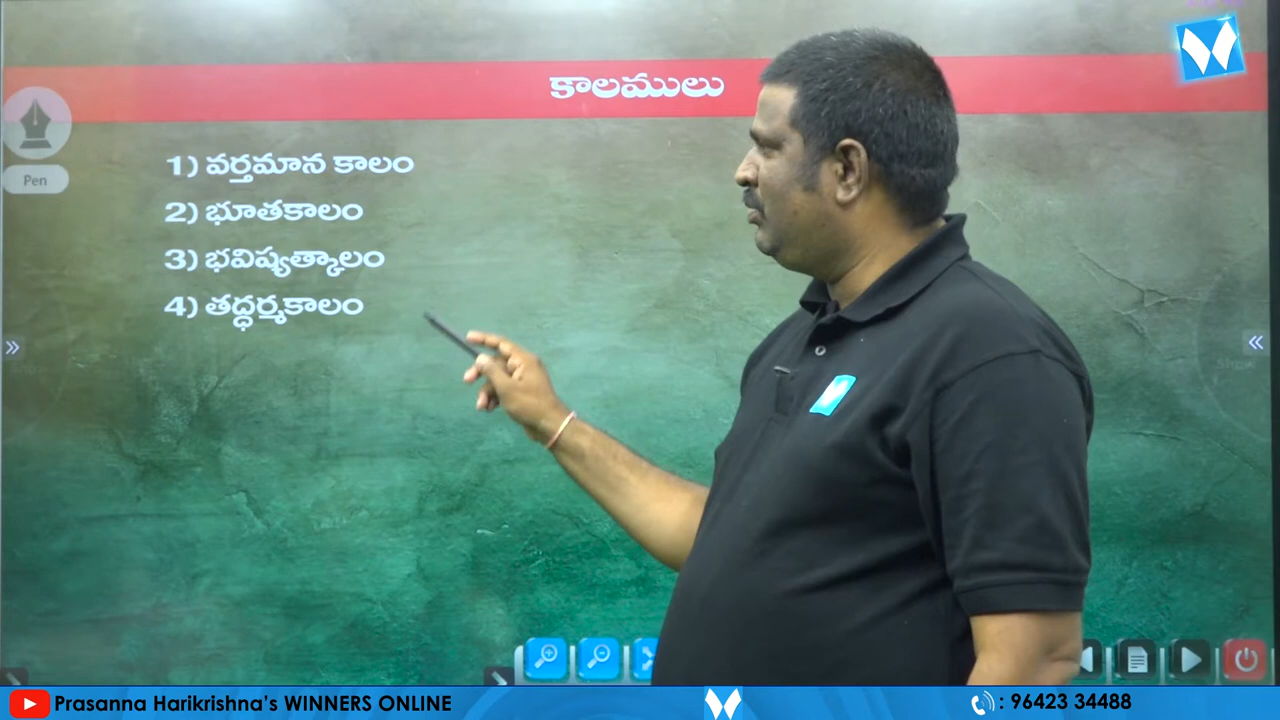 కాలములు
Pen
1) వర్తమాన కాలం
2) భూతకాలం
3) భవిష్యత్కాలం
4) తద్ధర్మకాలం
Prasanna Harikrishna's WINNERS ONLINE
: 96423 34488